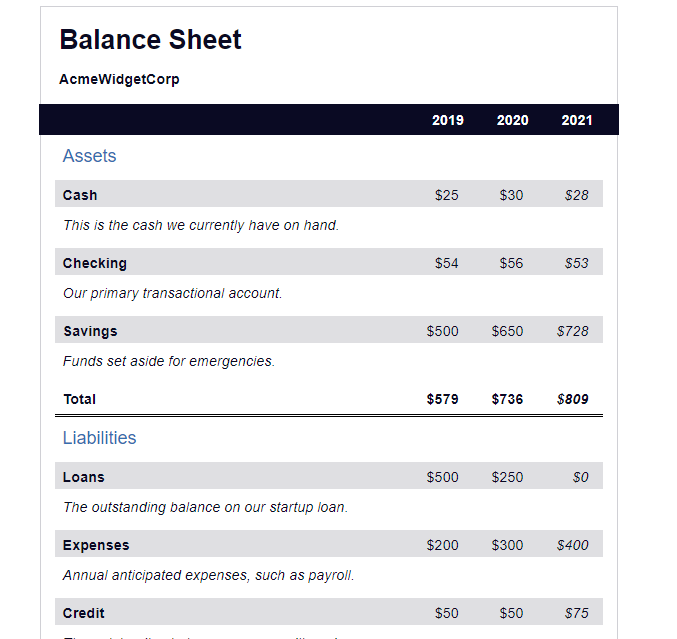 Balance Sheet
AcmeWidgetCorp
2019 2020 2021
Assets
Cash $25 $30 $28
This is the cash we currently have on hand.
Checking $54 $56 $53
Our primary transactional account.
Savings $500 $650 $728
Funds set aside for emergencies.
Total $579 $736 $809
Liabilities
Loans $500 $250 $0
The outstanding balance on our startup loan.
Expenses $200 $300 $400
Annual anticipated expenses, such as payroll.
Credit $50 $50 $75